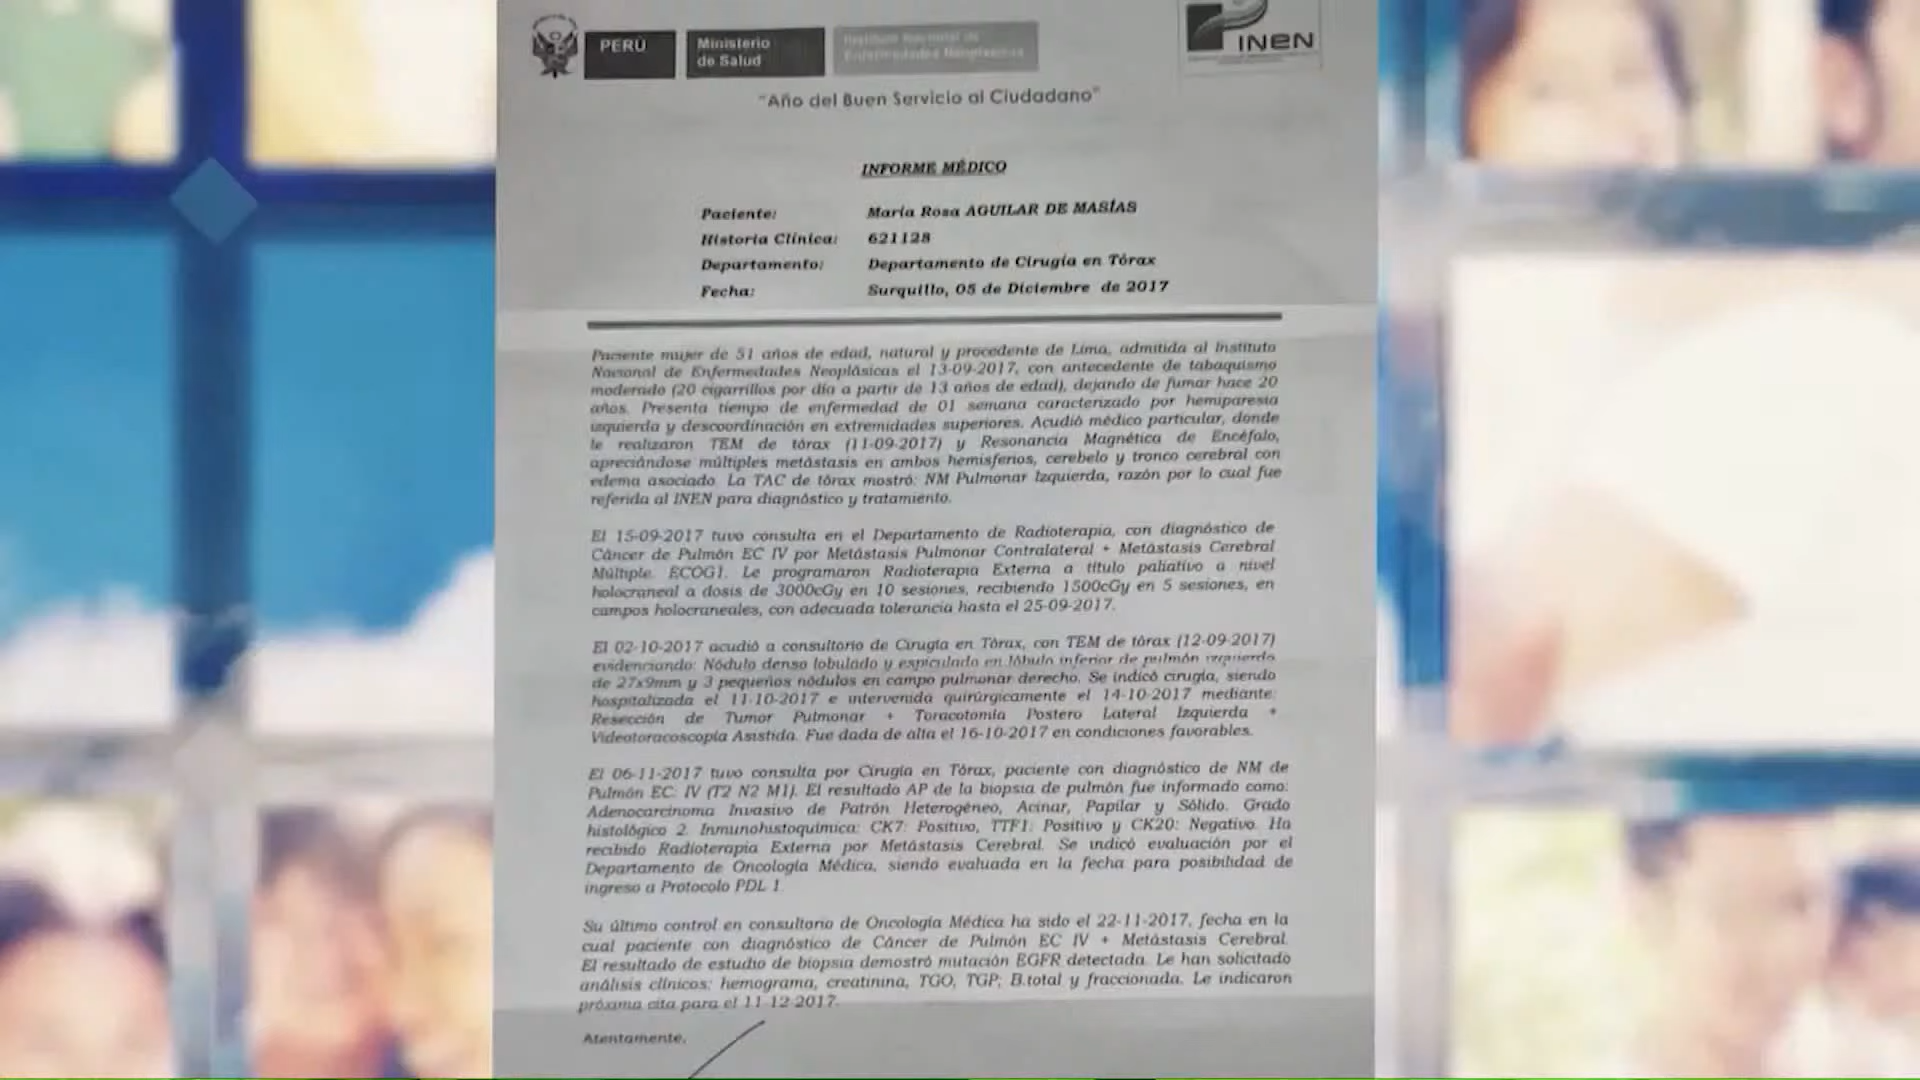 PERÚ
Ministerio
de Salud
Instituto Nacional de
Enfermedades Neoplásicas
INEN
"Año del Buen Servicio al Ciudadano"
INFORME MÉDICO
Paciente: María Rosa AGUILAR DE MASÍAS
Historia Clínica: 621128
Departamento: Departamento de Cirugía en Tórax
Fecha: Surquillo, 05 de Diciembre de 2017
Paciente mujer de 51 años de edad, natural y procedente de Lima, admitida al Instituto
Nacional de Enfermedades Neoplásicas el 13-09-2017, con antecedente de tabaquismo
moderado (20 cigarrillos por día a partir de 13 años de edad), dejando de fumar hace 20
años. Presenta tiempo de enfermedad de 01 semana caracterizado por hemiparesia
izquierda y descoordinación en extremidades superiores. Acudió médico particular, donde
le realizaron TEM de tórax (11-09-2017) y Resonancia Magnética de Encéfalo,
apreciándose múltiples metástasis en ambos hemisferios, cerebelo y tronco cerebral con
edema asociado. La TAC de tórax mostró: NM Pulmonar Izquierda, razón por lo cual fue
referida al INEN para diagnóstico y tratamiento.
El 15-09-2017 tuvo consulta en el Departamento de Radioterapia, con diagnóstico de
Cáncer de Pulmón EC IV por Metástasis Pulmonar Contralateral + Metástasis Cerebral
Múltiple. ECOG1. Le programaron Radioterapia Externa a título paliativo a nivel
holocraneal a dosis de 3000cGy en 10 sesiones, recibiendo 1500cGy en 5 sesiones, en
campos holocraneales, con adecuada tolerancia hasta el 25-09-2017.
El 02-10-2017 acudió a consultorio de Cirugía en Tórax, con TEM de tórax (12-09-2017)
evidenciando: Nódulo denso lobulado y espiculado en lóbulo inferior de pulmón izquierdo
de 27x9mm y 3 pequeños nódulos en campo pulmonar derecho. Se indicó cirugía, siendo
hospitalizada el 11-10-2017 e intervenida quirúrgicamente el 14-10-2017 mediante:
Resección de Tumor Pulmonar + Toracotomía Postero Lateral Izquierda +
Videotoracoscopía Asistida. Fue dada de alta el 16-10-2017 en condiciones favorables.
El 06-11-2017 tuvo consulta por Cirugía en Tórax, paciente con diagnóstico de NM de
Pulmón EC: IV (T2 N2 M1). El resultado AP de la biopsia de pulmón fue informado como:
Adenocarcinoma Invasivo de Patrón Heterogéneo, Acinar, Papilar y Sólido. Grado
histológico 2. Inmunohistoquímica: CK7: Positivo, TTF1: Positivo y CK20: Negativo. Ha
recibido Radioterapia Externa por Metástasis Cerebral. Se indicó evaluación por el
Departamento de Oncología Médica, siendo evaluada en la fecha para posibilidad de
ingreso a Protocolo PDL 1.
Su último control en consultorio de Oncología Médica ha sido el 22-11-2017, fecha en la
cual paciente con diagnóstico de Cáncer de Pulmón EC IV + Metástasis Cerebral.
El resultado de estudio de biopsia demostró mutación EGFR detectada. Le han solicitado
análisis clínicos: hemograma, creatinina, TGO, TGP; B.total y fraccionada. Le indicaron
próxima cita para el 11-12-2017.
Atentamente,